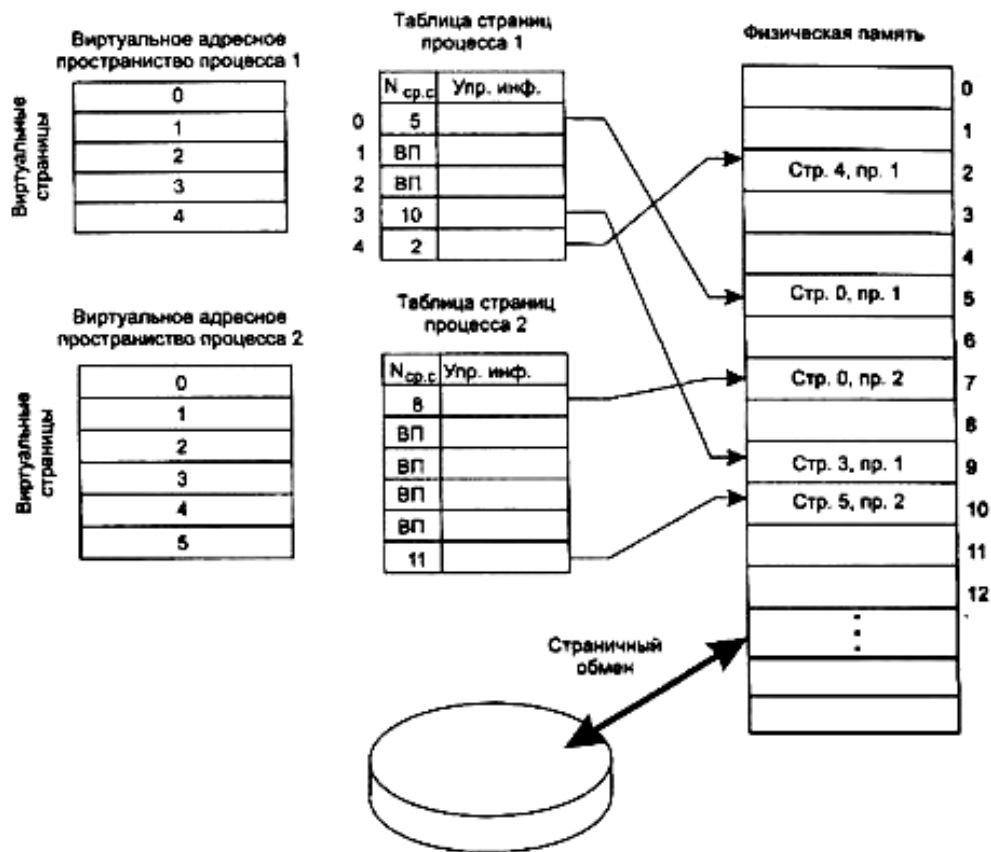 Виртуальное адресное
пространиство процесса 1
Виртуальные
страницы
0
1
2
3
4
Таблица страниц
процесса 1
N ср.с Упр. инф.
0 5
1 ВП
2 ВП
3 10
4 2
Физическая память
0
1
Стр. 4, пр. 1 2
3
4
Стр. 0, пр. 1 5
6
Стр. 0, пр. 2 7
8
Стр. 3, пр. 1 9
Стр. 5, пр. 2 10
11
12
Виртуальное адресное
пространиство процесса 2
Виртуальные
страницы
0
1
2
3
4
5
Таблица страниц
процесса 2
N ср.с Упр. инф.
8
ВП
ВП
ВП
ВП
11
Страничный
обмен